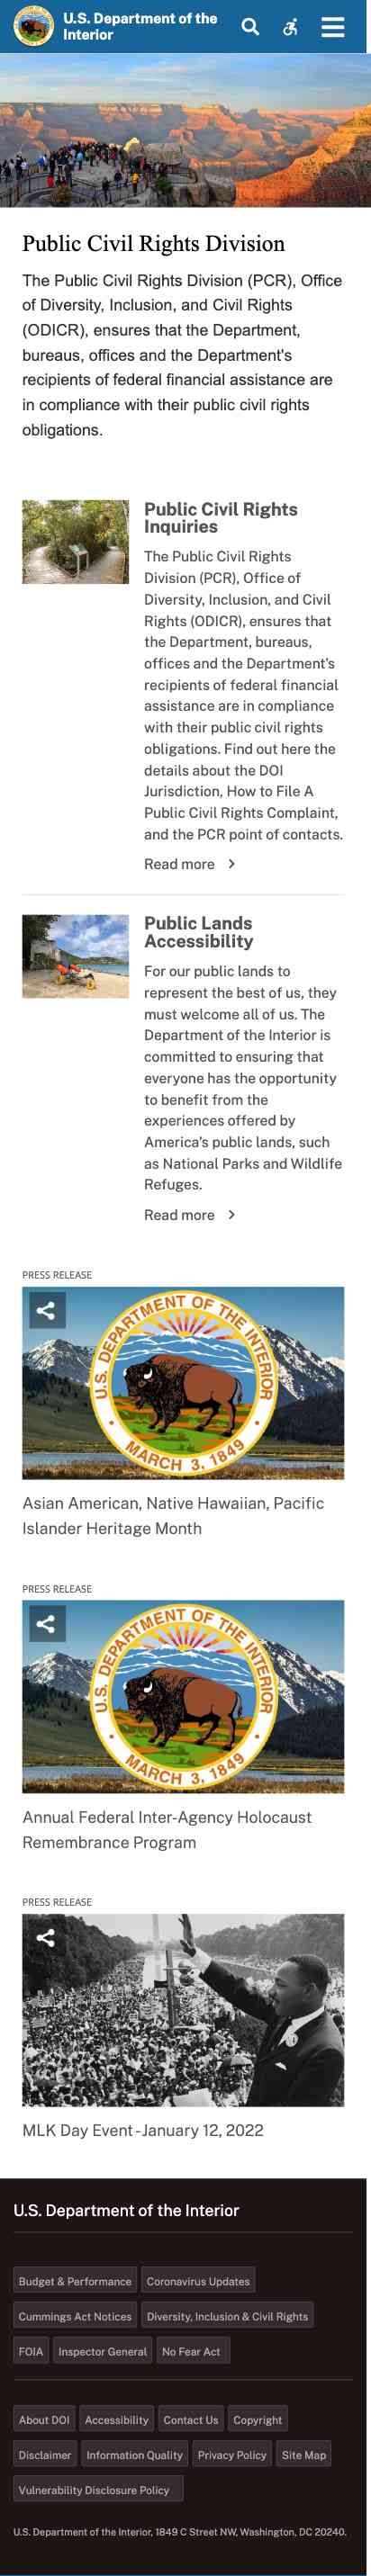 U.S. Department of the
Interior
Public Civil Rights Division
The Public Civil Rights Division (PCR), Office
of Diversity, Inclusion, and Civil Rights
(ODICR), ensures that the Department,
bureaus, offices and the Department's
recipients of federal financial assistance are
in compliance with their public civil rights
obligations.
Public Civil Rights
Inquiries
The Public Civil Rights
Division (PCR), Office of
Diversity, Inclusion, and Civil
Rights (ODICR), ensures that
the Department, bureaus,
offices and the Department's
recipients of federal financial
assistance are in compliance
with their public civil rights
obligations. Find out here the
details about the DOI
Jurisdiction, How to File A
Public Civil Rights Complaint,
and the PCR point of contacts.
Read more
Public Lands
Accessibility
For our public lands to
represent the best of us, they
must welcome all of us. The
Department of the Interior is
committed to ensuring that
everyone has the opportunity
to benefit from the
experiences offered by
America's public lands, such
as National Parks and Wildlife
Refuges.
Read more
PRESS RELEASE
U.S. DEPARTMENT OF THE INTERIOR
MARCH 3, 1849
Asian American, Native Hawaiian, Pacific
Islander Heritage Month
PRESS RELEASE
U.S. DEPARTMENT OF THE INTERIOR
MARCH 3, 1849
Annual Federal Inter-Agency Holocaust
Remembrance Program
PRESS RELEASE
MLK Day Event - January 12, 2022
U.S. Department of the Interior
Budget & Performance Coronavirus Updates
Cummings Act Notices Diversity, Inclusion & Civil Rights
FOIA Inspector General No Fear Act
About DOI Accessibility Contact Us Copyright
Disclaimer Information Quality Privacy Policy Site Map
Vulnerability Disclosure Policy
U.S. Department of the Interior, 1849 C Street NW, Washington, DC 20240.